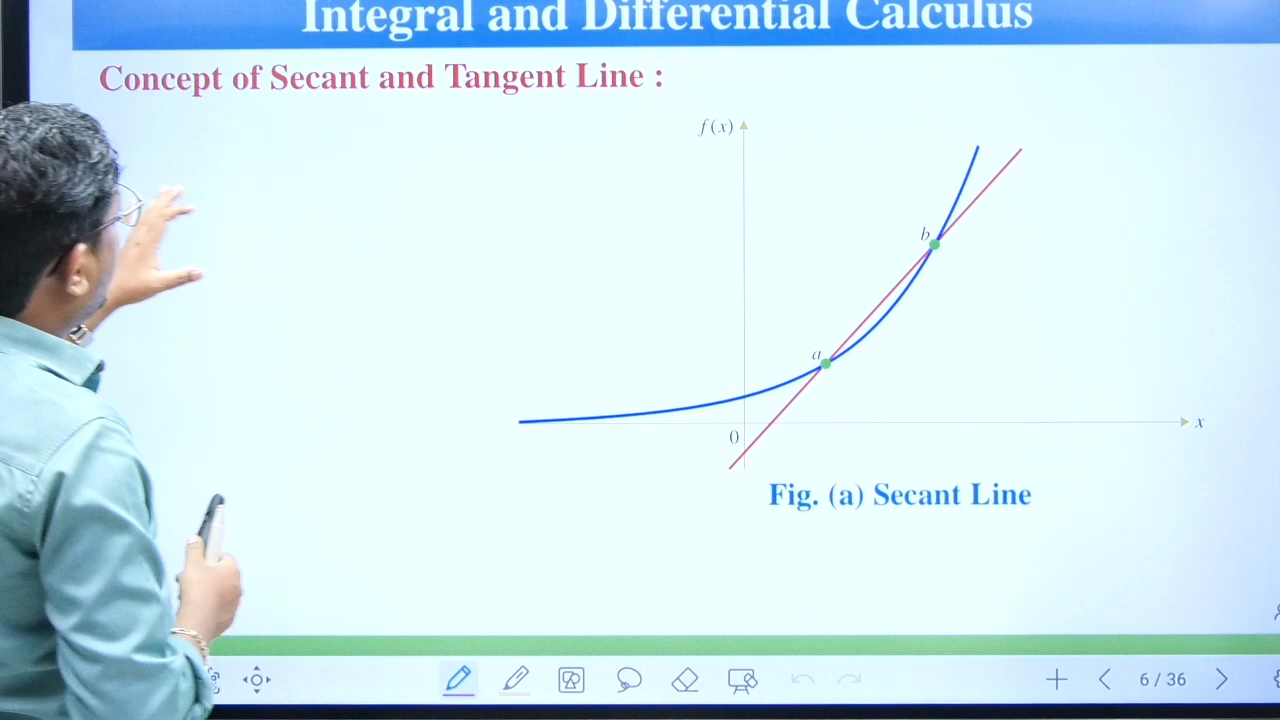 Integral and Differential Calculus
Concept of Secant and Tangent Line :
f(x)
b
a
0
x
Fig. (a) Secant Line
6 / 36